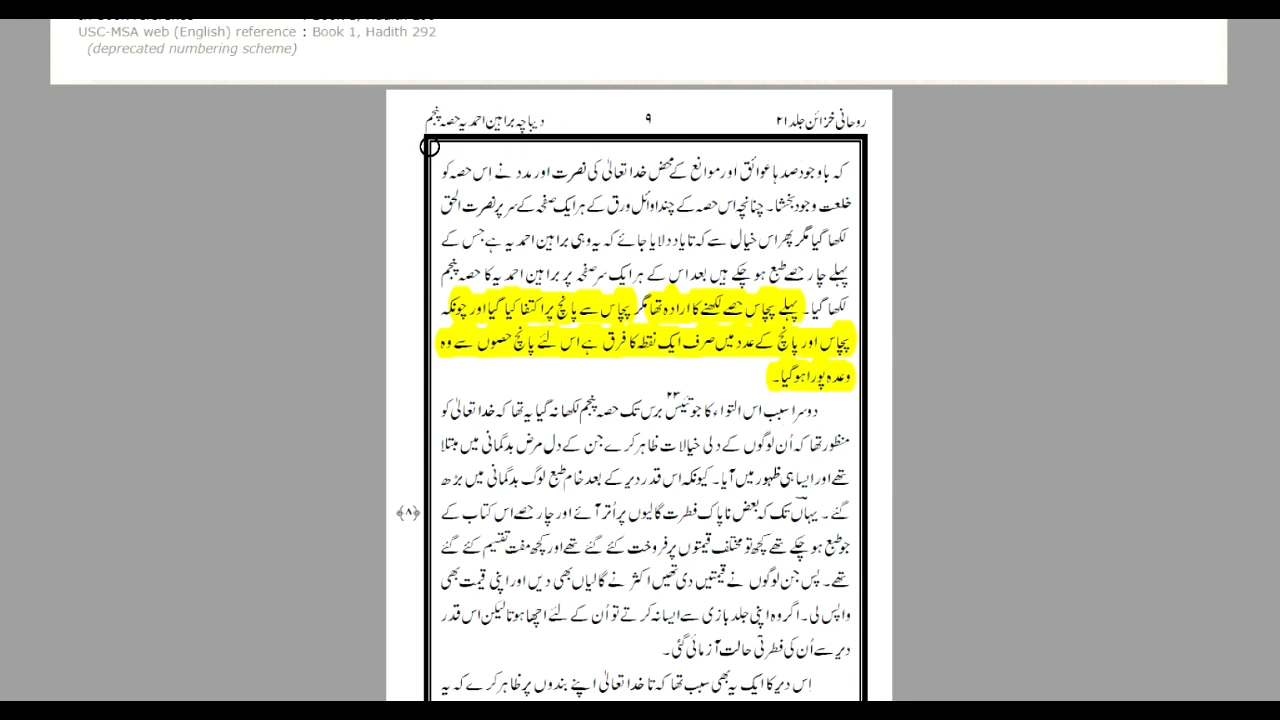 USC-MSA web (English) reference : Book 1, Hadith 292
(deprecated numbering scheme)
روحانی خزائن جلد ۲۱ ۹ دیباچہ براہین احمدیہ حصہ پنجم
کہ باوجود صدہا عوائق اور موانع کے محض خدا تعالیٰ کی نصرت اور مدد نے اس حصہ کو
خلعت وجود بخشا۔ چنانچہ اس حصہ کے چند اوائل ورق کے ہر ایک صفحہ کے سر پر نصرت الحق
لکھا گیا مگر پھر اس خیال سے کہ تا یاد دلایا جائے کہ یہ وہی براہین احمدیہ ہے جس کے
پہلے چار حصے طبع ہو چکے ہیں بعد اس کے ہر ایک سر صفحہ پر براہین احمدیہ کا حصہ پنجم
لکھا گیا۔ پہلے پچاس حصے لکھنے کا ارادہ تھا مگر پچاس سے پانچ پر اکتفا کیا گیا اور چونکہ
پچاس اور پانچ کے عدد میں صرف ایک نقطہ کا فرق ہے اس لئے پانچ حصوں سے وہ
وعدہ پورا ہو گیا۔
دوسرا سبب اس التواء کا جو تئیس۲۳ برس تک حصہ پنجم لکھا نہ گیا یہ تھا کہ خدا تعالیٰ کو
منظور تھا کہ اُن لوگوں کے دلی خیالات ظاہر کرے جن کے دل مرض بدگمانی میں مبتلا
تھے اور ایسا ہی ظہور میں آیا۔ کیونکہ اس قدر دیر کے بعد خام طبع لوگ بدگمانی میں بڑھ
گئے۔ یہاں تک کہ بعض ناپاک فطرت گالیوں پر اُتر آئے اور چار حصے اس کتاب کے
﴿۸﴾
جو طبع ہو چکے تھے کچھ تو مختلف قیمتوں پر فروخت کئے گئے تھے اور کچھ مفت تقسیم کئے گئے
تھے۔ پس جن لوگوں نے قیمتیں دی تھیں اکثر نے گالیاں بھی دیں اور اپنی قیمت بھی
واپس لی۔ اگر وہ اپنی جلد بازی سے ایسا نہ کرتے تو اُن کے لئے اچھا ہوتا لیکن اس قدر
دیر سے اُن کی فطرتی حالت آزمائی گئی۔
اِس دیر کا ایک یہ بھی سبب تھا کہ تا خدا تعالیٰ اپنے بندوں پر ظاہر کرے کہ یہ